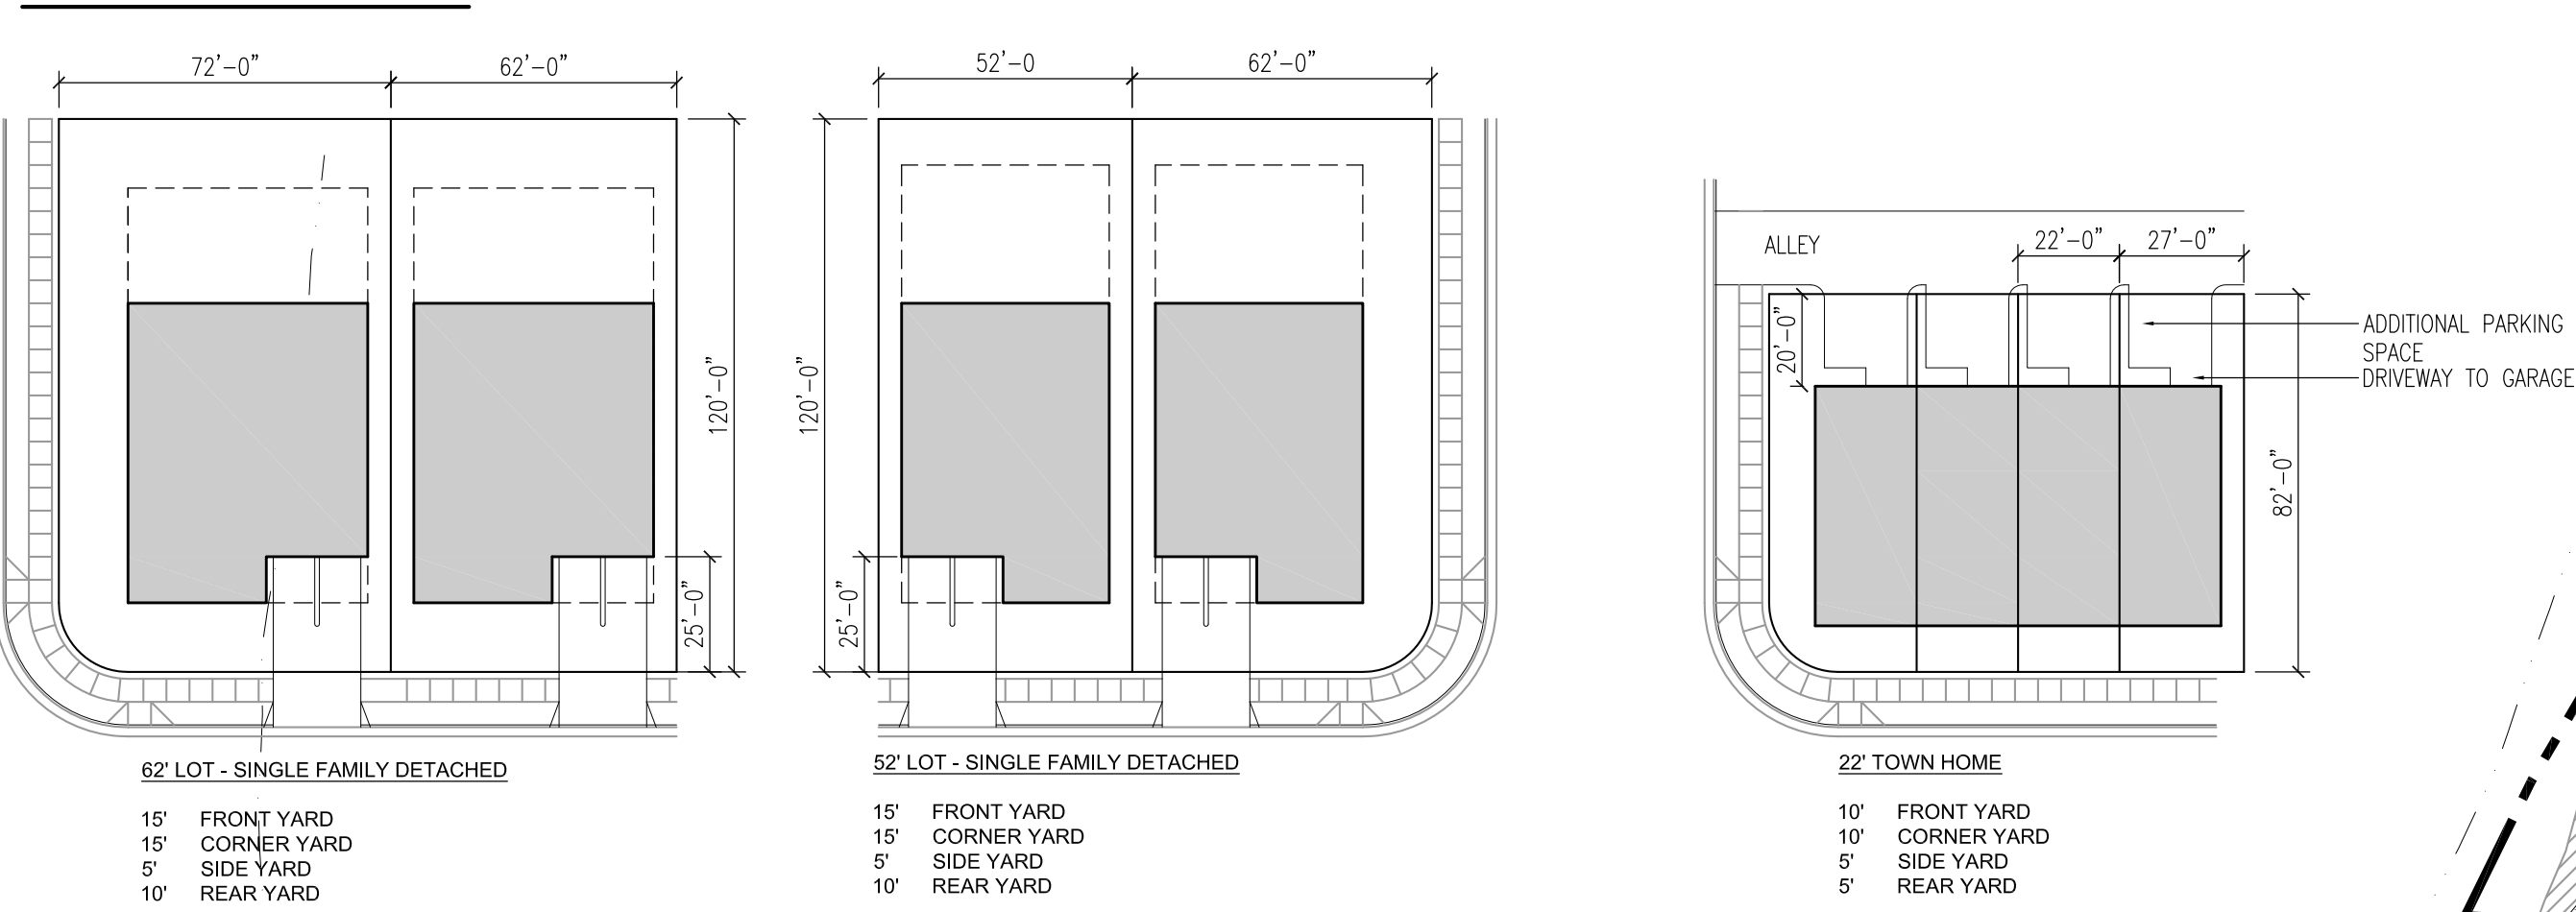 72'-0"
62'-0"
120'-0"
25'-0"
62' LOT - SINGLE FAMILY DETACHED
15' FRONT YARD
15' CORNER YARD
5' SIDE YARD
10' REAR YARD
52'-0
62'-0"
120'-0"
25'-0"
52' LOT - SINGLE FAMILY DETACHED
15' FRONT YARD
15' CORNER YARD
5' SIDE YARD
10' REAR YARD
ALLEY
22'-0"
27'-0"
20'-0"
82'-0"
ADDITIONAL PARKING
SPACE
DRIVEWAY TO GARAGE
22' TOWN HOME
10' FRONT YARD
10' CORNER YARD
5' SIDE YARD
5' REAR YARD